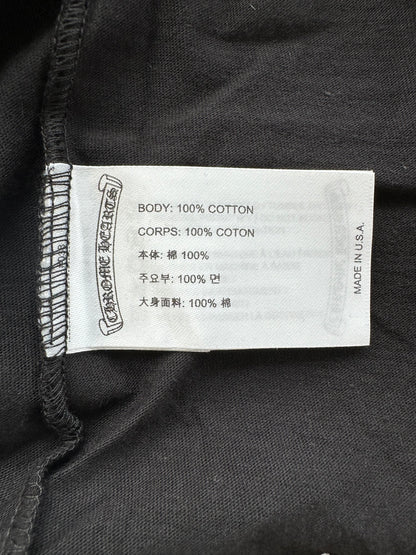 CHROME HEARTS
BODY: 100% COTTON
CORPS: 100% COTON
本体: 棉 100%
주요부: 100% 면
大身面料: 100% 棉
MADE IN U.S.A.